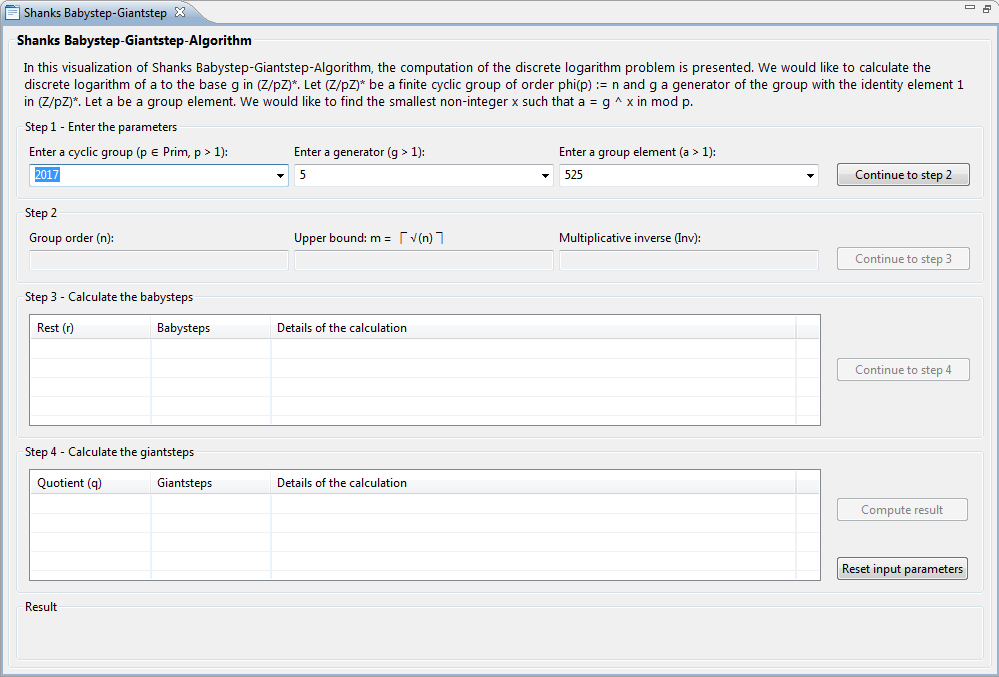 Shanks Babystep-Giantstep
Shanks Babystep-Giantstep-Algorithm
In this visualization of Shanks Babystep-Giantstep-Algorithm, the computation of the discrete logarithm problem is presented. We would like to calculate the
discrete logarithm of a to the base g in (Z/pZ)*. Let (Z/pZ)* be a finite cyclic group of order phi(p) := n and g a generator of the group with the identity element 1
in (Z/pZ)*. Let a be a group element. We would like to find the smallest non-integer x such that a = g ^ x in mod p.
Step 1 - Enter the parameters
Enter a cyclic group (p ∈ Prim, p > 1): Enter a generator (g > 1): Enter a group element (a > 1):
2017 5 525 Continue to step 2
Step 2
Group order (n): Upper bound: m = ⎡√(n)⎤ Multiplicative inverse (Inv):
Continue to step 3
Step 3 - Calculate the babysteps
Rest (r) Babysteps Details of the calculation
Continue to step 4
Step 4 - Calculate the giantsteps
Quotient (q) Giantsteps Details of the calculation
Compute result
Reset input parameters
Result